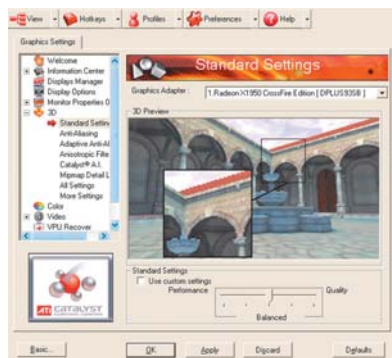 View
Hotkeys
Profiles
Preferences
Help
Graphics Settings
Welcome
Information Center
Displays Manager
Display Options
Monitor Properties 0
3D
Standard Settin
Anti-Aliasing
Adaptive Anti-Al
Anisotropic Filte
Catalyst® A.I.
Mipmap Detail L
All Settings
More Settings
Color
Video
VPU Recover
ATI CATALYST
Standard Settings
Graphics Adapter :
1. Radeon X1950 CrossFire Edition [ DPLUS93SB ]
3D Preview
Standard Settings
Use custom settings
Performance
Quality
Balanced
Basic...
OK
Apply
Discard
Defaults